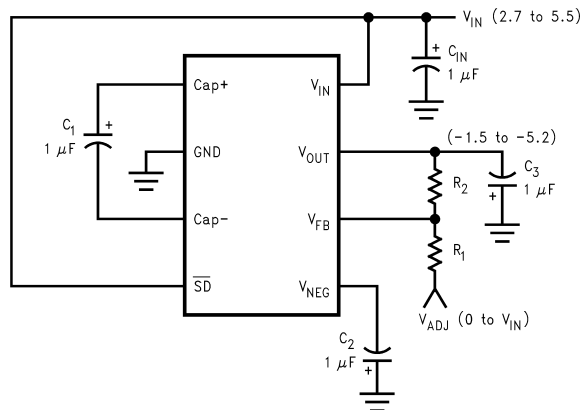 V_IN (2.7 to 5.5)
+
C_IN
1 μF
Cap+
V_IN
C_1
+
1 μF
GND
V_OUT
(−1.5 to −5.2)
R_2
C_3
1 μF
+
Cap−
V_FB
R_1
SD
V_NEG
V_ADJ (0 to V_IN)
C_2
1 μF
+